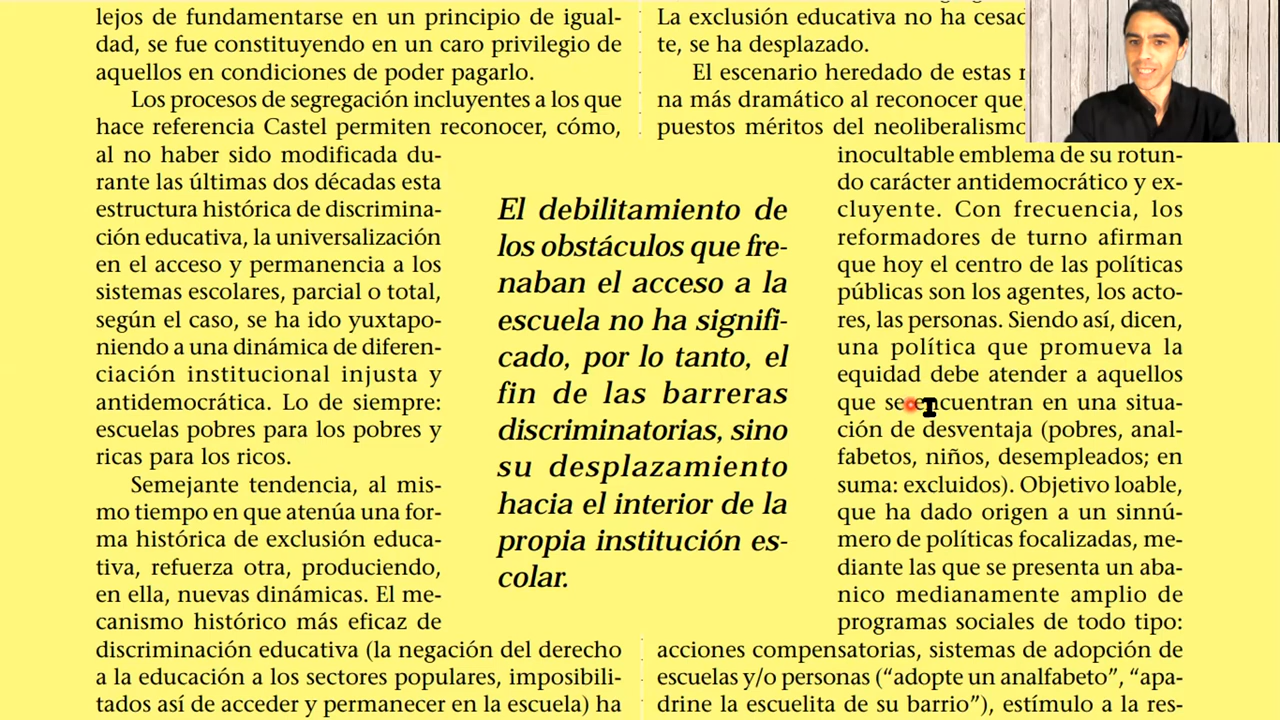 lejos de fundamentarse en un principio de igual-
dad, se fue constituyendo en un caro privilegio de
aquellos en condiciones de poder pagarlo.
Los procesos de segregación incluyentes a los que
hace referencia Castel permiten reconocer, cómo,
al no haber sido modificada du-
rante las últimas dos décadas esta
estructura histórica de discrimina-
ción educativa, la universalización
en el acceso y permanencia a los
sistemas escolares, parcial o total,
según el caso, se ha ido yuxtapo-
niendo a una dinámica de diferen-
ciación institucional injusta y
antidemocrática. Lo de siempre:
escuelas pobres para los pobres y
ricas para los ricos.
Semejante tendencia, al mis-
mo tiempo en que atenúa una for-
ma histórica de exclusión educa-
tiva, refuerza otra, produciendo,
en ella, nuevas dinámicas. El me-
canismo histórico más eficaz de
discriminación educativa (la negación del derecho
a la educación a los sectores populares, imposibili-
tados así de acceder y permanecer en la escuela) ha
El debilitamiento de
los obstáculos que fre-
naban el acceso a la
escuela no ha signifi-
cado, por lo tanto, el
fin de las barreras
discriminatorias, sino
su desplazamiento
hacia el interior de la
propia institución es-
colar.
La exclusión educativa no ha cesad
te, se ha desplazado.
El escenario heredado de estas
na más dramático al reconocer que,
puestos méritos del neoliberalismo
inocultable emblema de su rotun-
do carácter antidemocrático y ex-
cluyente. Con frecuencia, los
reformadores de turno afirman
que hoy el centro de las políticas
públicas son los agentes, los acto-
res, las personas. Siendo así, dicen,
una política que promueva la
equidad debe atender a aquellos
que se encuentran en una situa-
ción de desventaja (pobres, anal-
fabetos, niños, desempleados; en
suma: excluidos). Objetivo loable,
que ha dado origen a un sinnú-
mero de políticas focalizadas, me-
diante las que se presenta un aba-
nico medianamente amplio de
programas sociales de todo tipo:
acciones compensatorias, sistemas de adopción de
escuelas y/o personas (“adopte un analfabeto”, “apa-
drine la escuelita de su barrio”), estímulo a la res-